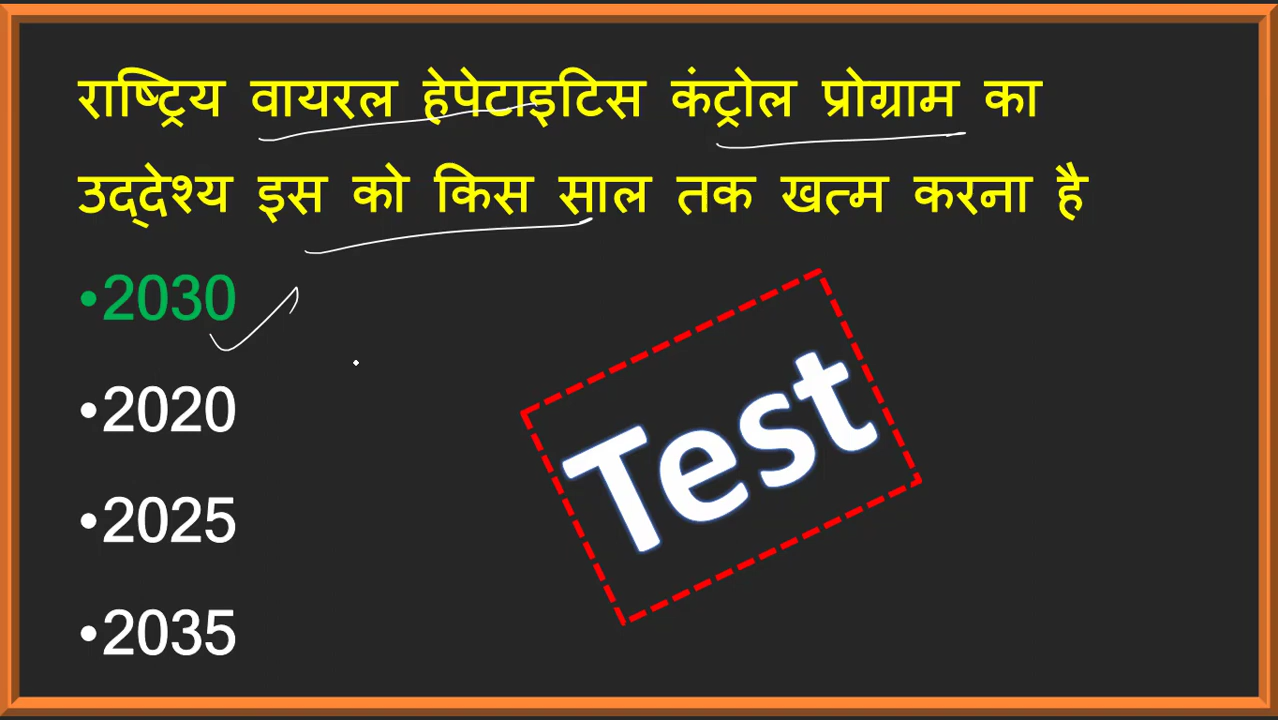 राष्ट्रिय वायरल हेपेटाइटिस कंट्रोल प्रोग्राम का
उद्देश्य इस को किस साल तक खत्म करना है
•2030
•2020
•2025
•2035
Test